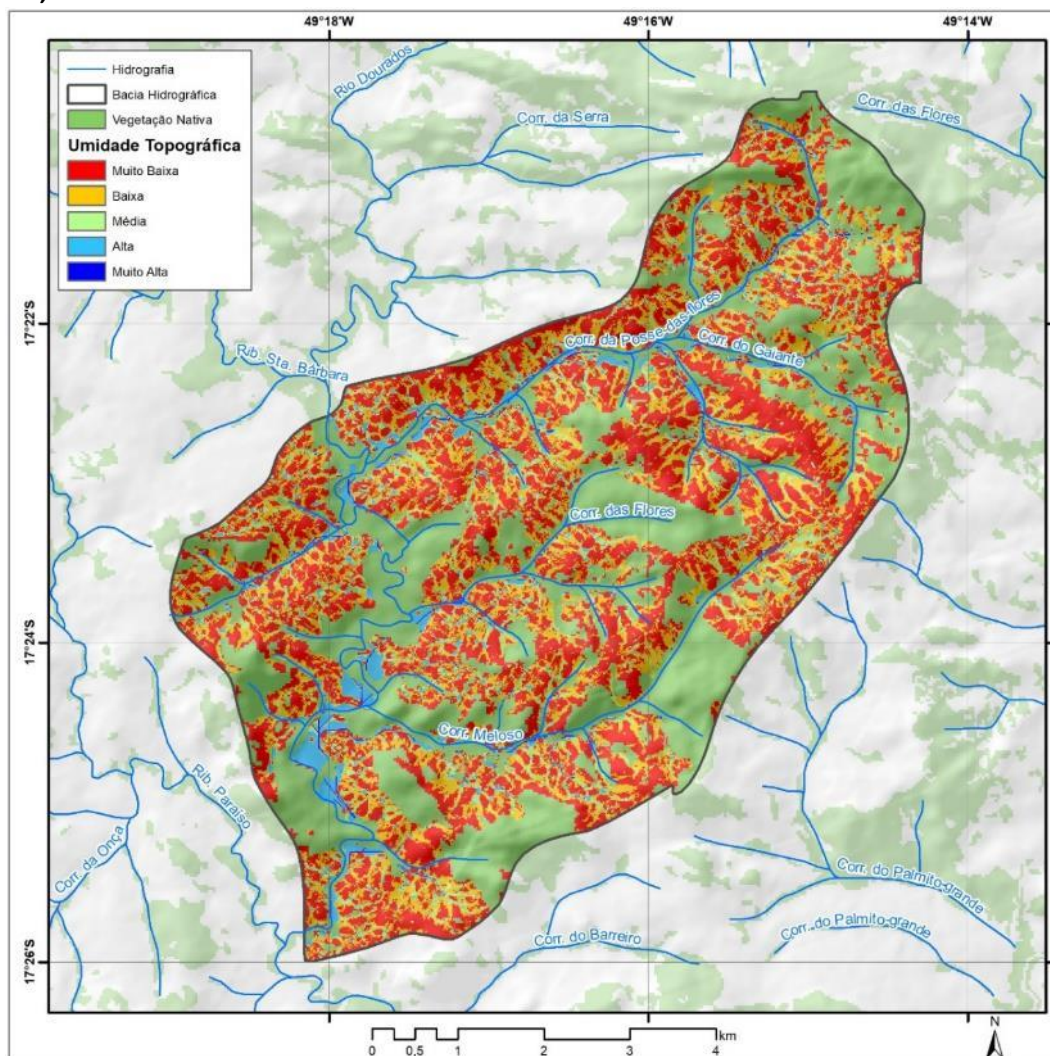 49°18'W
49°16'W
49°14'W
Hidrografia
Bacia Hidrográfica
Vegetação Nativa
Umidade Topográfica
Muito Baixa
Baixa
Média
Alta
Muito Alta
Rio Dourados
Corr. da Serra
Corr. das Flores
17°22'S
Rib. Sta. Bárbara
Corr. da Posse-das-flores
Corr. do Gaiante
Corr. das Flores
17°24'S
Corr. Meloso
Rib. Paraíso
Corr. da Onça
Corr. do Palmito-grande
Corr. do Palmito-grande
Corr. do Barreiro
17°26'S
km
0 0,5 1 2 3 4
N